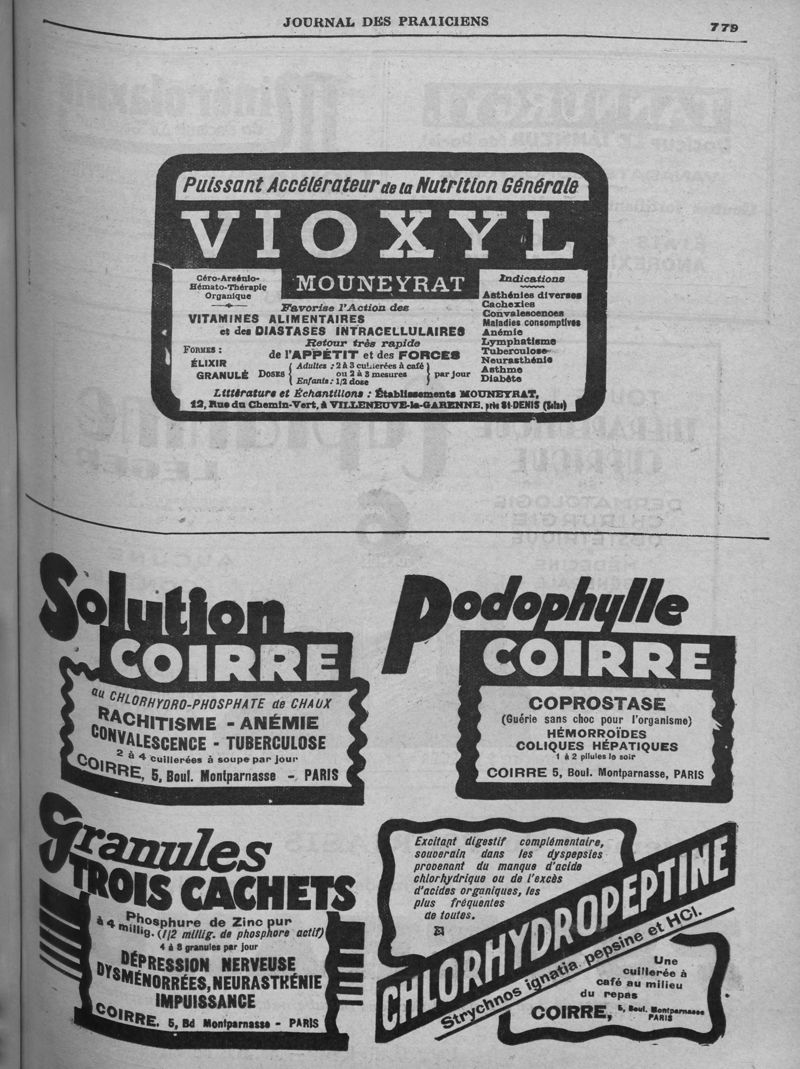 JOURNAL DES PRATICIENS
779
Puissant Accélérateur de la Nutrition Générale
VIOXYL
MOUNEYRAT
Céro-Arsénio-
Hémato-Thérapie
Organique
Favorise l'Action des
VITAMINES ALIMENTAIRES
et des DIASTASES INTRACELLULAIRES
Retour très rapide
de l'APPÉTIT et des FORCES
FORMES :
ÉLIXIR
GRANULÉ
DOSES
Adultes : 2 à 3 cuillerées à café
ou 2 à 3 mesures
Enfants : 1/2 dose
par jour
Indications
Asthénies diverses
Cachexies
Convalescences
Maladies consomptives
Anémie
Lymphatisme
Tuberculose
Neurasthénie
Asthme
Diabète
Littérature et Échantillons : Établissements MOUNEYRAT,
12, Rue du Chemin-Vert, à VILLENEUVE-la-GARENNE, près St-DENIS (Seine)
Solution
COIRRE
au CHLORHYDRO-PHOSPHATE de CHAUX
RACHITISME - ANÉMIE
CONVALESCENCE - TUBERCULOSE
2 à 4 cuillerées à soupe par jour
COIRRE, 5, Boul. Montparnasse - PARIS
Podophylle
COIRRE
COPROSTASE
(Guérie sans choc pour l'organisme)
HÉMORROÏDES
COLIQUES HÉPATIQUES
1 à 2 pilules le soir
COIRRE 5, Boul. Montparnasse, PARIS
Granules
TROIS CACHETS
à 4 millig. Phosphure de Zinc pur
(1/2 millig. de phosphore actif)
4 à 8 granules par jour
DÉPRESSION NERVEUSE
DYSMÉNORRÉES, NEURASTHÉNIE
IMPUISSANCE
COIRRE, 5, Bd Montparnasse - PARIS
Excitant digestif complémentaire,
souverain dans les dyspepsies
provenant du manque d'acide
chlorhydrique ou de l'excès
d'acides organiques, les
plus fréquentes
de toutes.
CHLORHYDROPEPTINE
Strychnos ignatia, pepsine et HCl.
Une
cuillerée à
café au milieu
du repas
COIRRE, 5, Boul. Montparnasse
PARIS